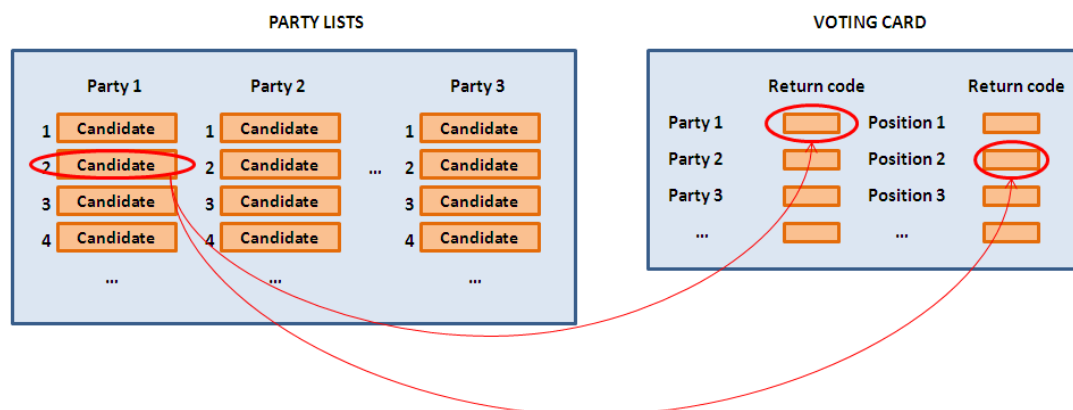 PARTY LISTS
VOTING CARD
Party 1 Party 2 Party 3
1 Candidate 1 Candidate 1 Candidate
2 Candidate 2 Candidate ... 2 Candidate
3 Candidate 3 Candidate 3 Candidate
4 Candidate 4 Candidate 4 Candidate
... ... ...
Return code Return code
Party 1 Position 1
Party 2 Position 2
Party 3 Position 3
... ...